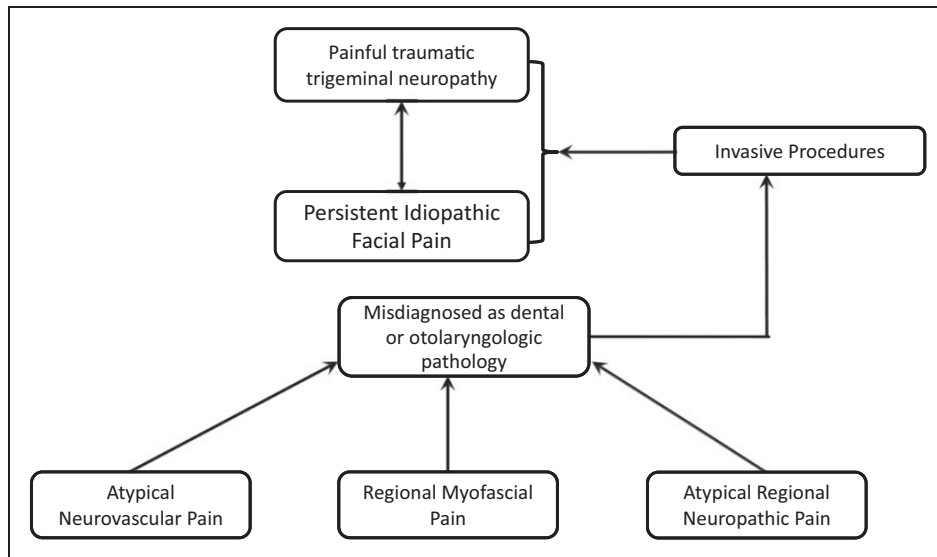 Painful traumatic
trigeminal neuropathy
Invasive Procedures
Persistent Idiopathic
Facial Pain
Misdiagnosed as dental
or otolaryngologic
pathology
Atypical
Neurovascular Pain
Regional Myofascial
Pain
Atypical Regional
Neuropathic Pain